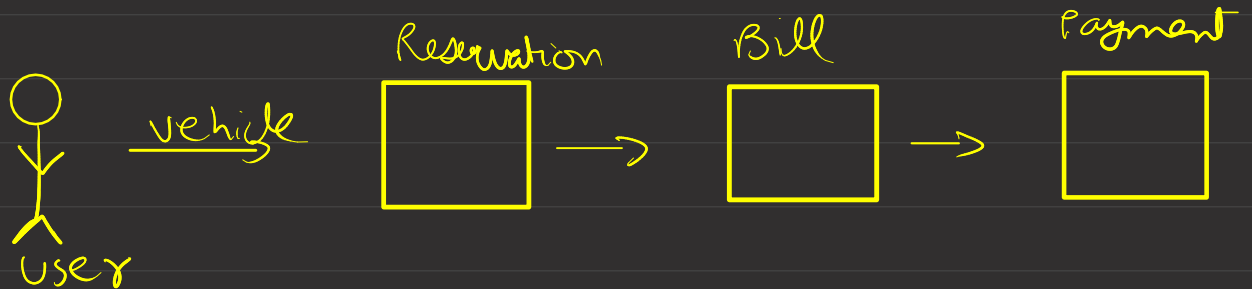 Reservation
Bill
Payment
vehicle
user